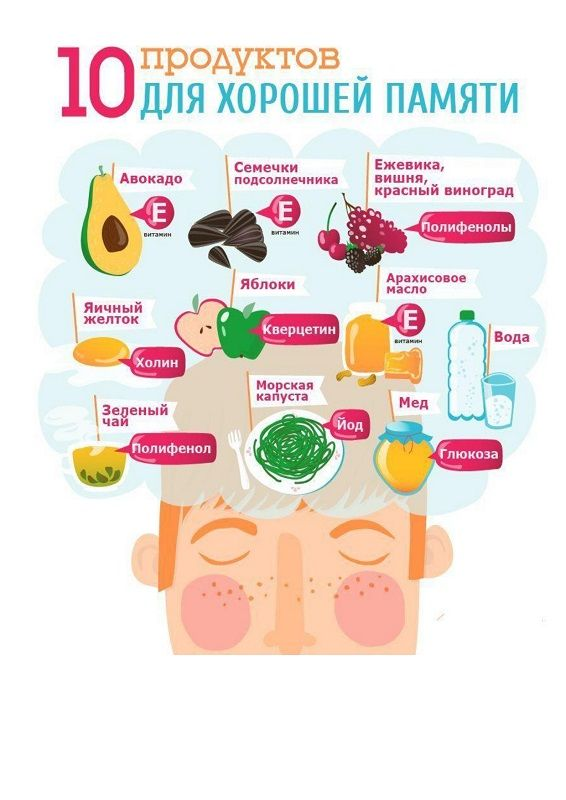 10 продуктов
ДЛЯ ХОРОШЕЙ ПАМЯТИ
Авокадо
Е
витамин
Семечки
подсолнечника
Е
витамин
Ежевика,
вишня,
красный виноград
Полифенолы
Яичный
желток
Холин
Яблоки
Кверцетин
Арахисовое
масло
Е
витамин
Вода
Зеленый
чай
Полифенол
Морская
капуста
Йод
Мед
Глюкоза